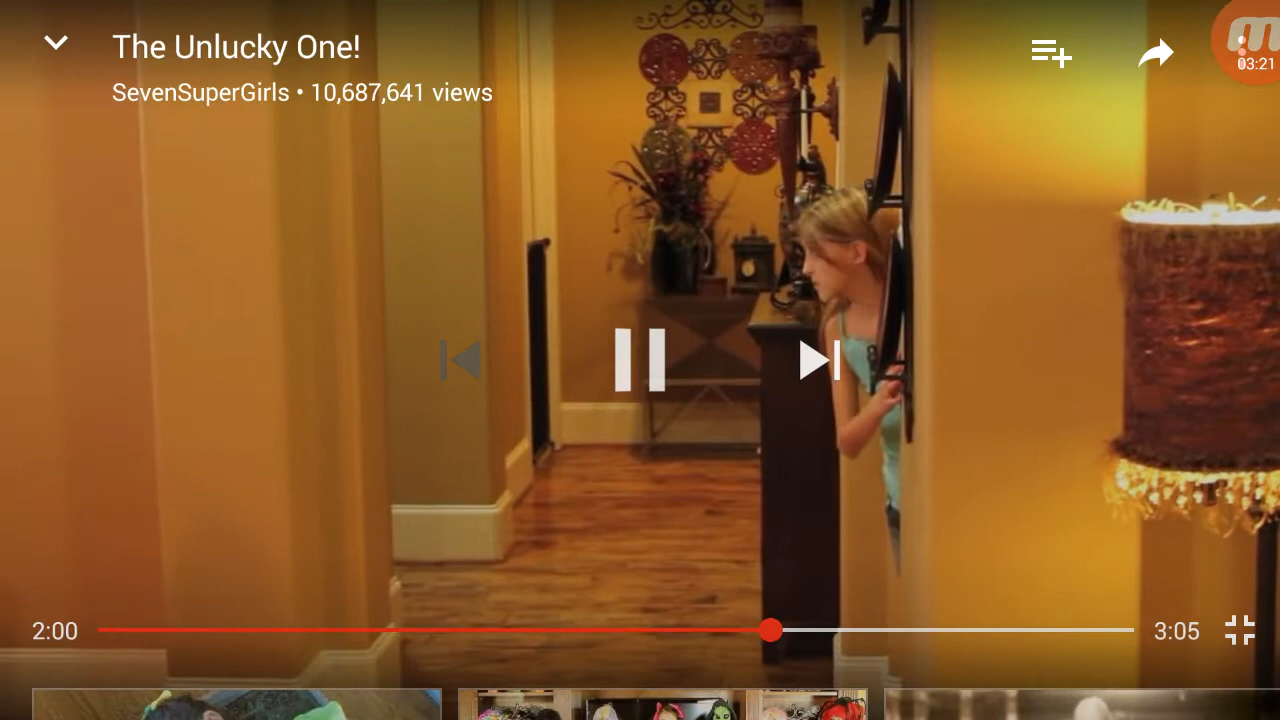 The Unlucky One!
SevenSuperGirls • 10,687,641 views
03:21
2:00
3:05